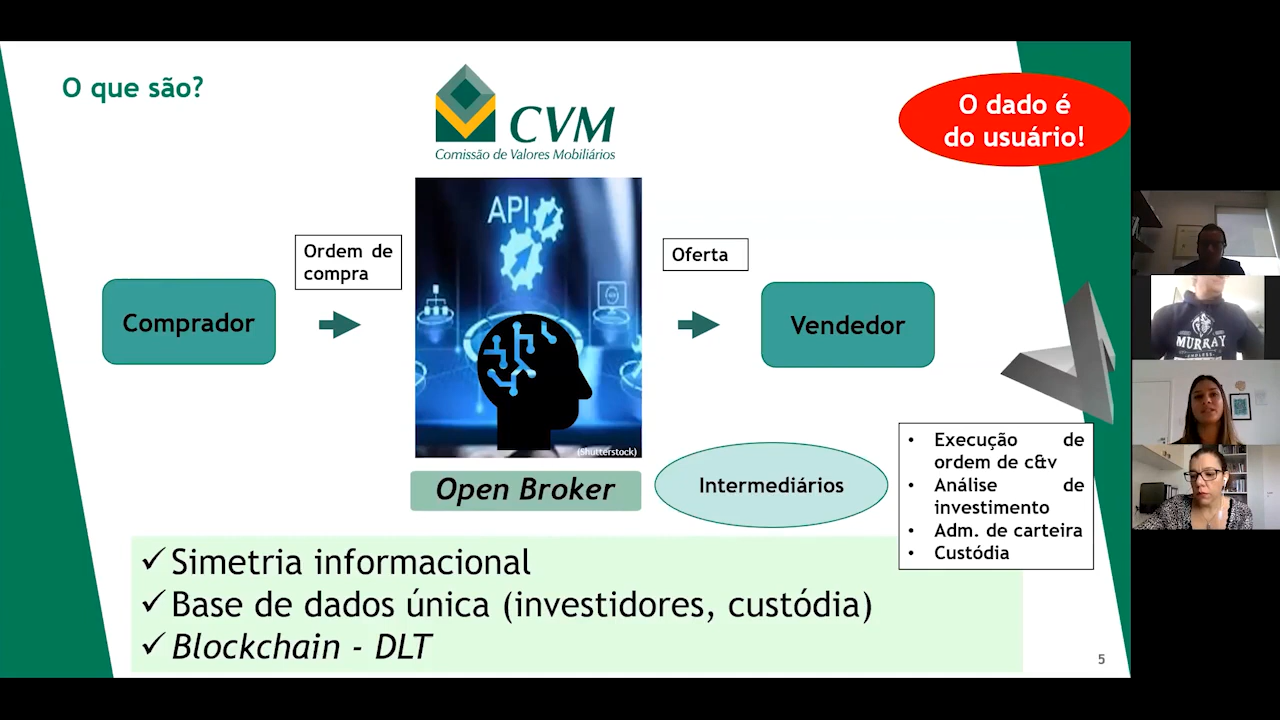 O que são?
CVM
Comissão de Valores Mobiliários
O dado é
do usuário!
API
Ordem de
compra
Oferta
Comprador
Vendedor
(Shutterstock)
Open Broker
Intermediários
• Execução de
ordem de c&v
• Análise de
investimento
• Adm. de carteira
• Custódia
✓ Simetria informacional
✓ Base de dados única (investidores, custódia)
✓ Blockchain - DLT
5
MURRAY